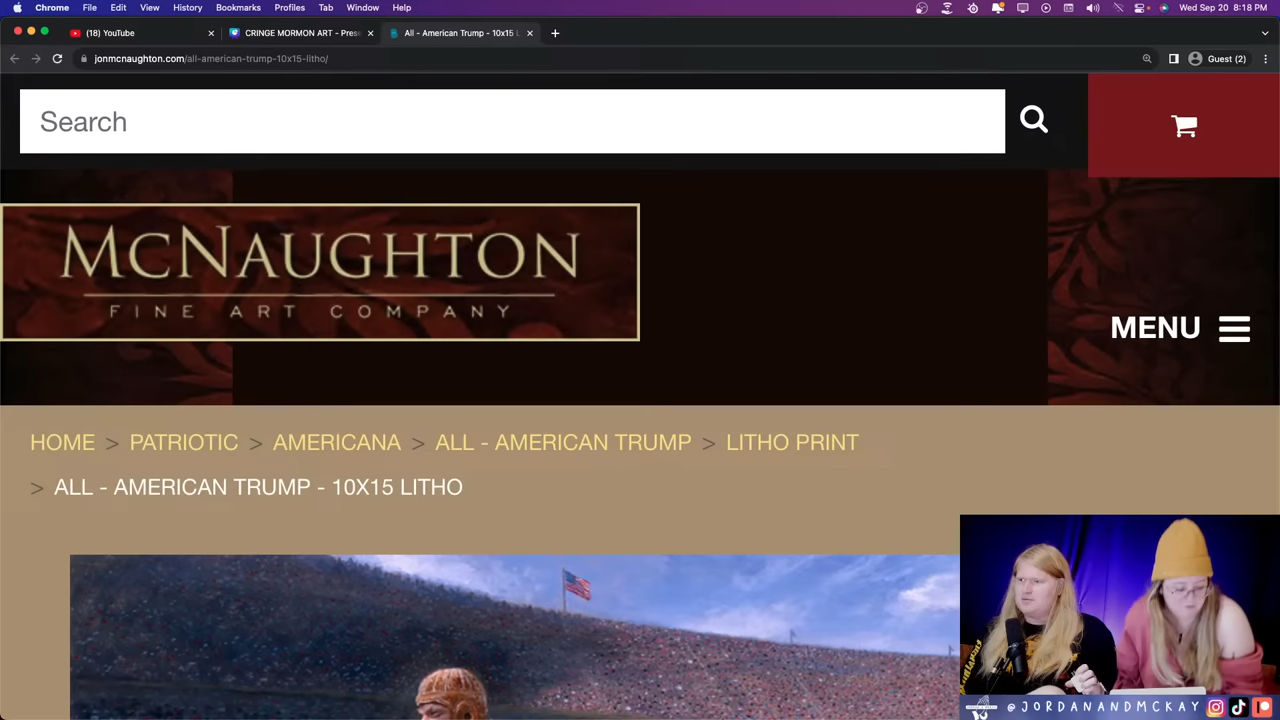 Chrome File Edit View History Bookmarks Profiles Tab Window Help Wed Sep 20 8:18 PM
(18) YouTube CRINGE MORMON ART - Prese All - American Trump - 10x15 L
jonmcnaughton.com/all-american-trump-10x15-litho/ Guest (2)
Search
McNAUGHTON
FINE ART COMPANY
MENU
HOME > PATRIOTIC > AMERICANA > ALL - AMERICAN TRUMP > LITHO PRINT
> ALL - AMERICAN TRUMP - 10X15 LITHO
@JORDANANDMCKAY